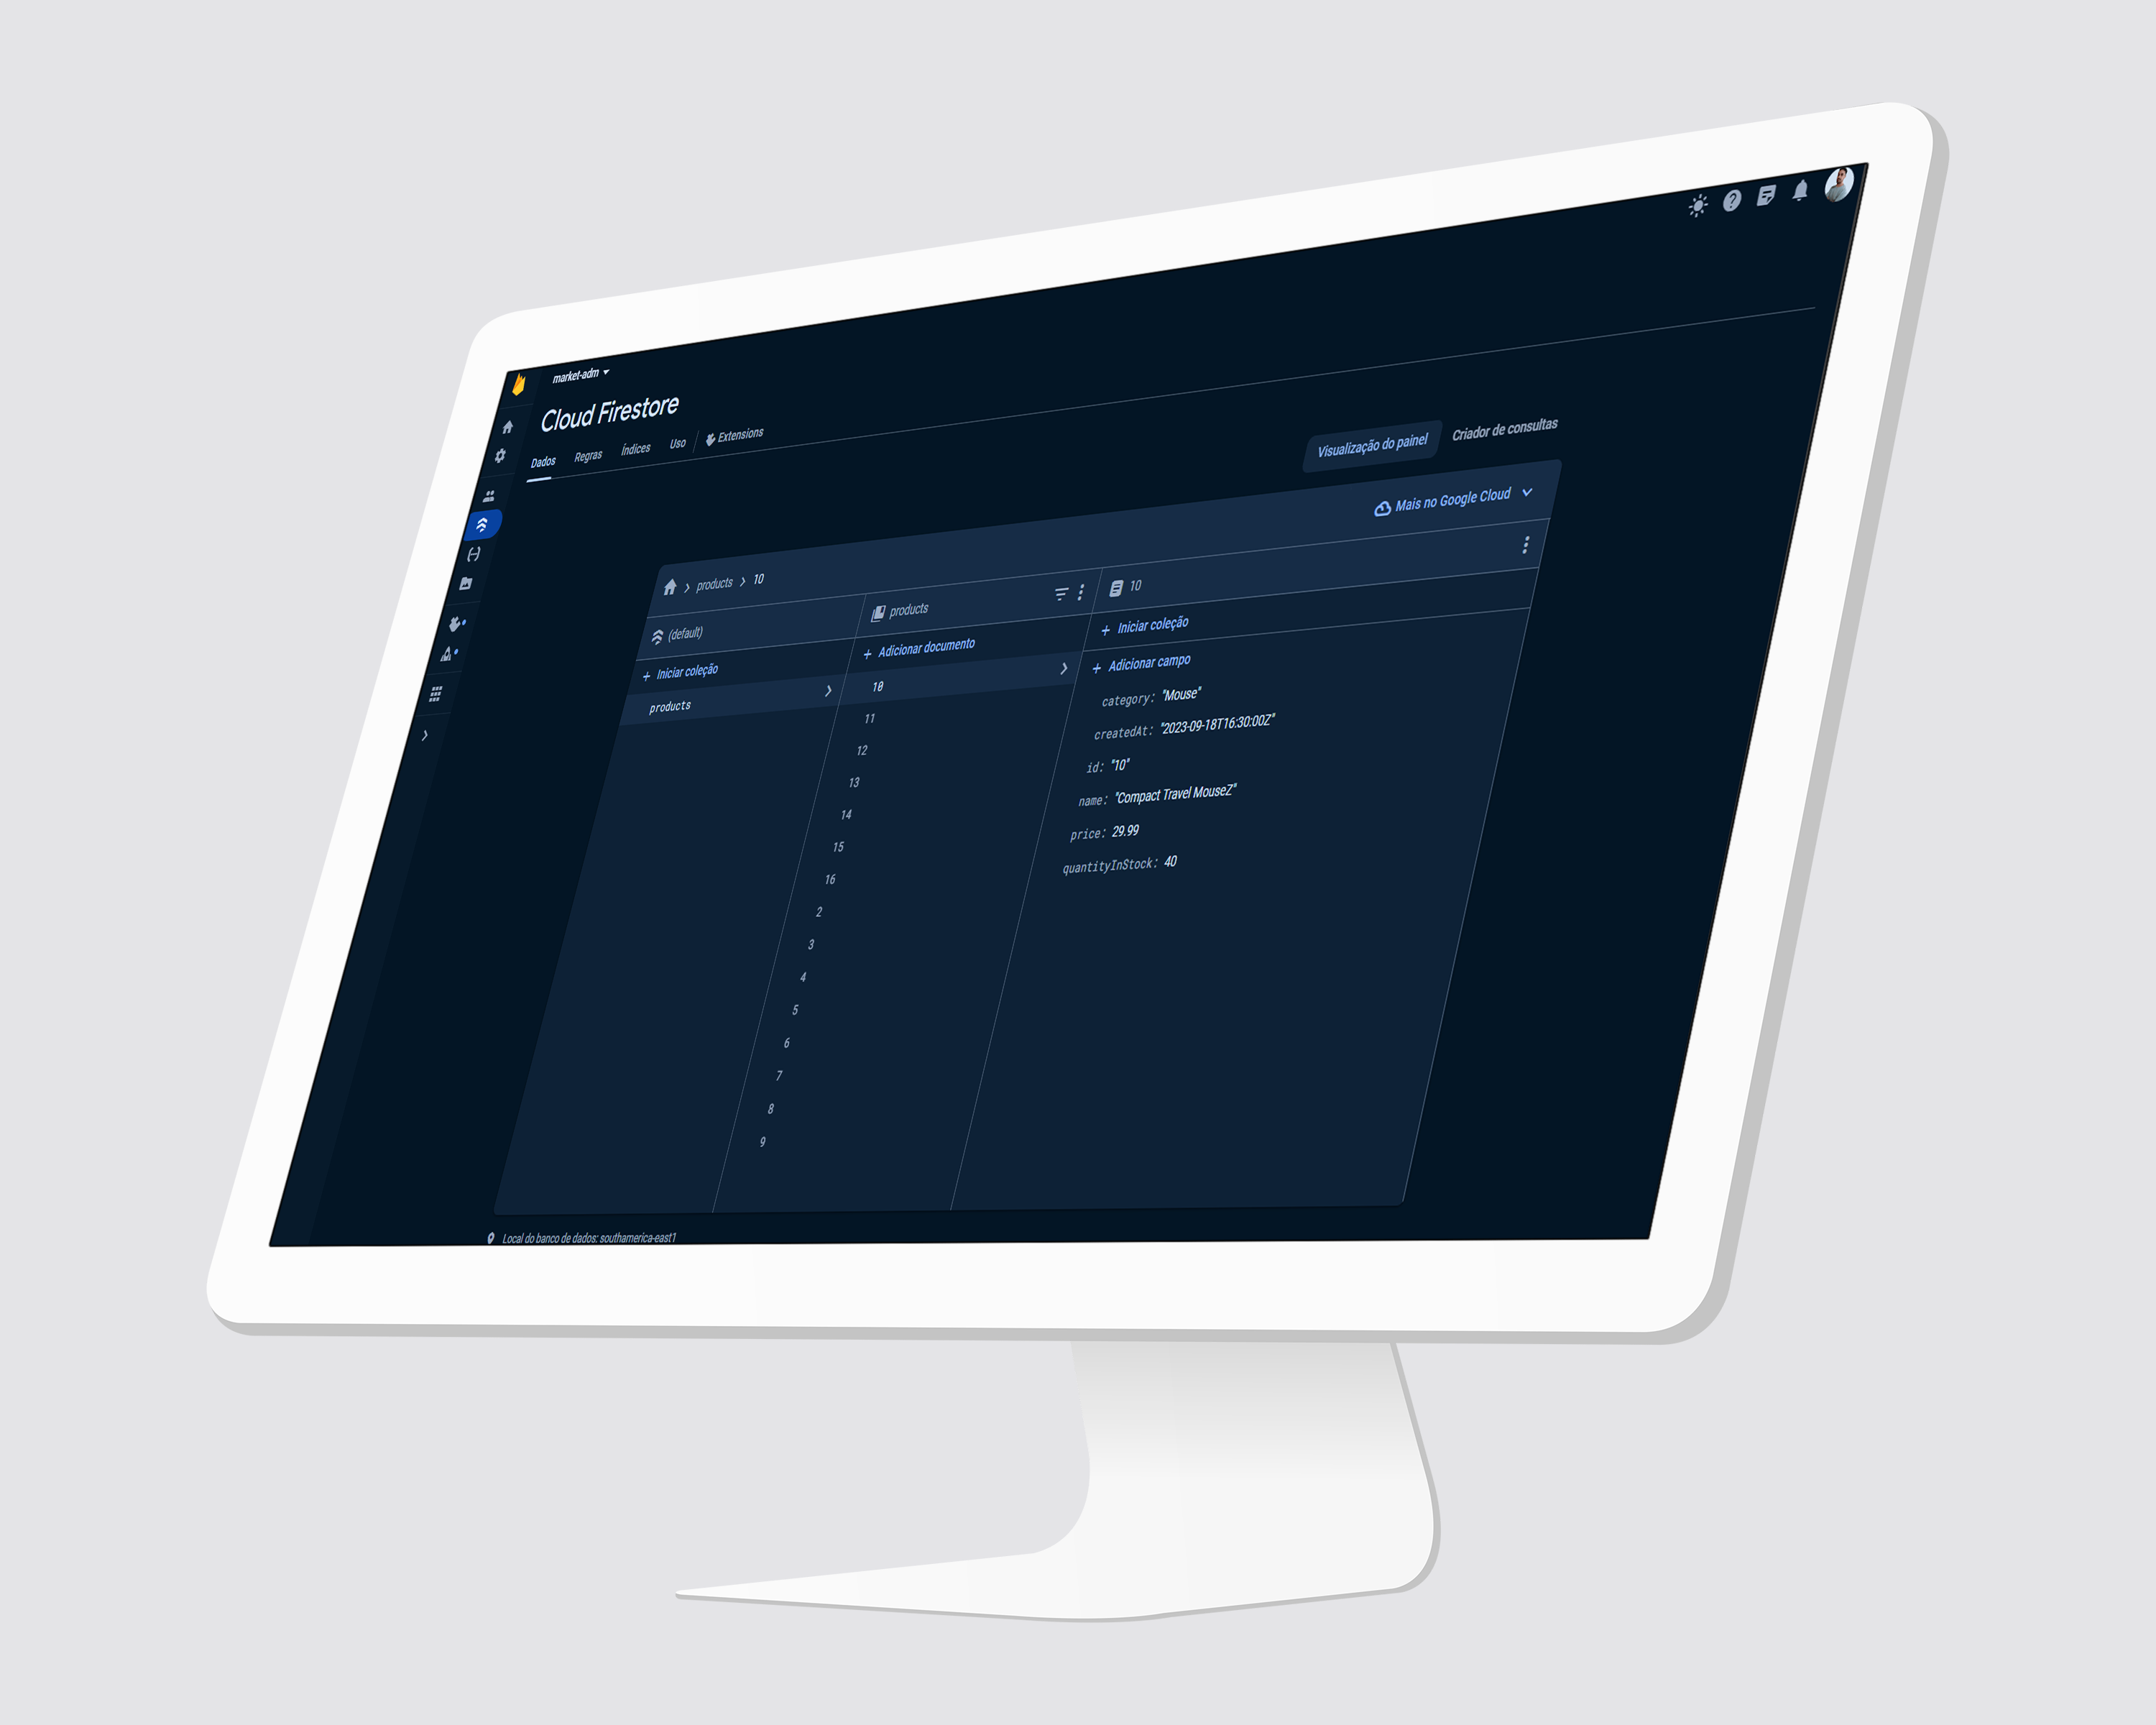 market-adm
Cloud Firestore
Dados Regras Índices Uso Extensions
Visualização do painel Criador de consultas
Mais no Google Cloud
products 10
(default)
Iniciar coleção
products
products
Adicionar documento
10
11
12
13
14
15
16
2
3
4
5
6
7
8
9
10
Iniciar coleção
Adicionar campo
category: "Mouse"
createdAt: "2023-09-18T16:30:00Z"
id: "10"
name: "Compact Travel MouseZ"
price: 29.99
quantityInStock: 40
Local do banco de dados: southamerica-east1